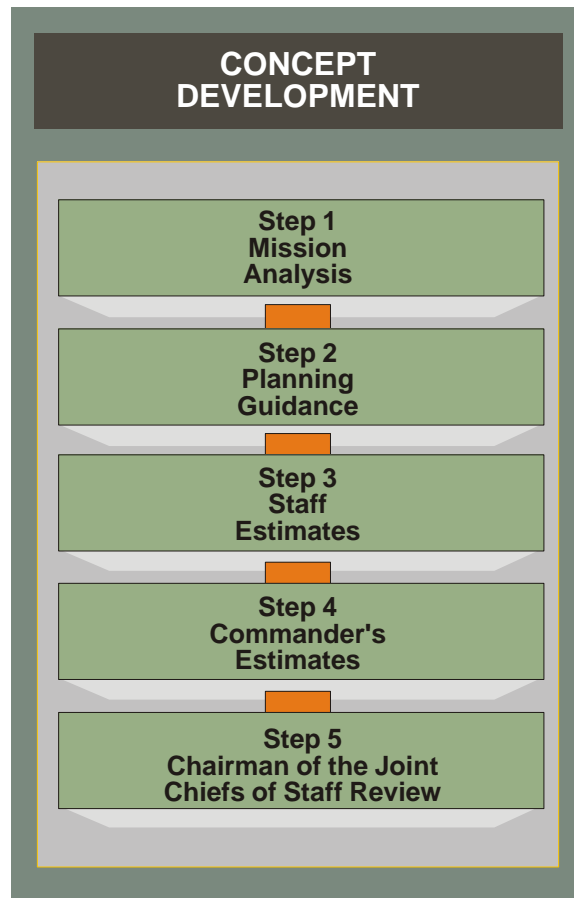 CONCEPT
DEVELOPMENT
Step 1
Mission
Analysis
Step 2
Planning
Guidance
Step 3
Staff
Estimates
Step 4
Commander's
Estimates
Step 5
Chairman of the Joint
Chiefs of Staff Review